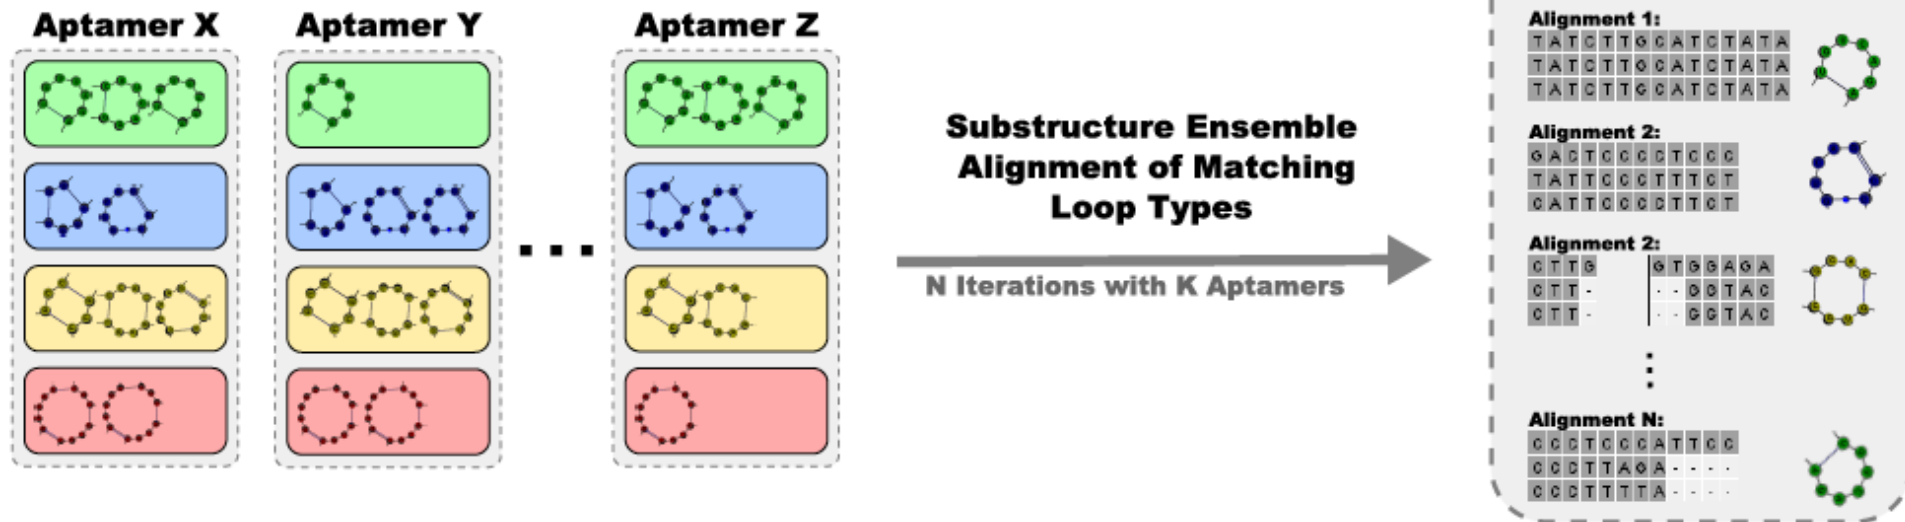 Aptamer X
Aptamer Y
Aptamer Z
...
Substructure Ensemble
Alignment of Matching
Loop Types
N Iterations with K Aptamers
Alignment 1:
TATCTTGCATCTATA
TATCTTGCATCTATA
TATCTTGCATCTATA
Alignment 2:
GACTCCCCTCCC
TATTCCCTTTCT
CATTCCCCTTCT
Alignment 2:
CTTG GTGGAGA
CTT- --GGTAC
CTT- --GGTAC
Alignment N:
CCCTCCCATTCC
CCCTTAGA----
CCCTTTTA----